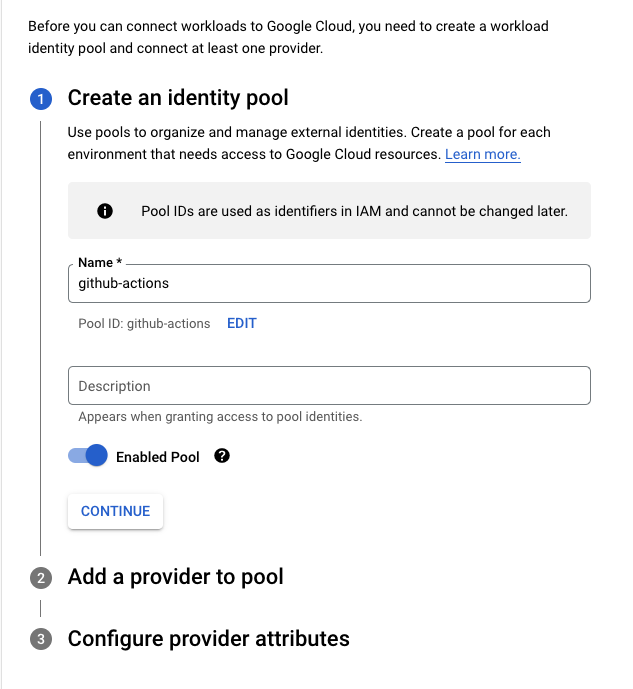 Before you can connect workloads to Google Cloud, you need to create a workload
identity pool and connect at least one provider.
1 Create an identity pool
Use pools to organize and manage external identities. Create a pool for each
environment that needs access to Google Cloud resources. Learn more.
Pool IDs are used as identifiers in IAM and cannot be changed later.
Name *
github-actions
Pool ID: github-actions EDIT
Description
Appears when granting access to pool identities.
Enabled Pool ?
CONTINUE
2 Add a provider to pool
3 Configure provider attributes